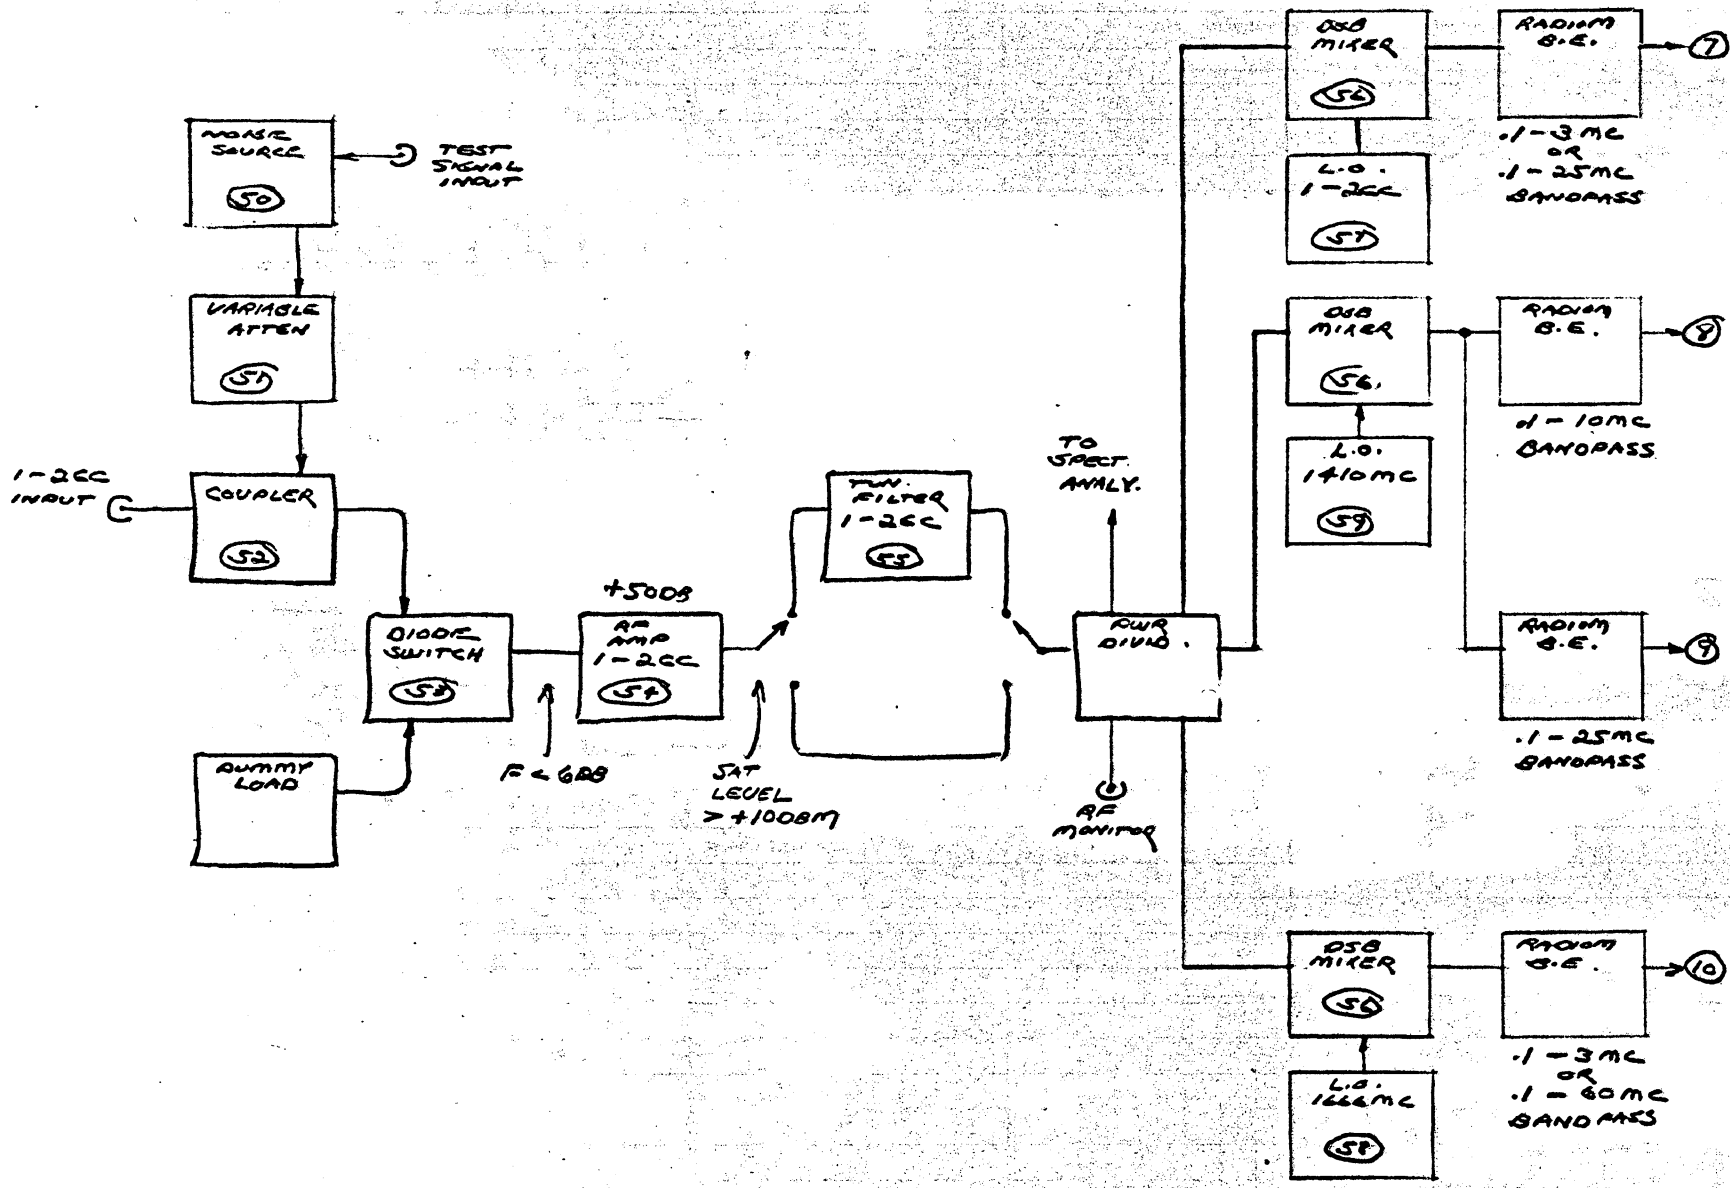 NOISE
SOURCE
50
TEST
SIGNAL
INPUT
VARIABLE
ATTEN
51
1-2GC
INPUT
COUPLER
52
DIODE
SWITCH
53
DUMMY
LOAD
+50DB
RF
AMP
1-2GC
54
F < 6DB
SAT
LEVEL
> +10DBM
TUN.
FILTER
1-2GC
55
TO
SPECT.
ANALY.
PWR
DIVID.
RF
MONITOR
DSB
MIXER
56
L.O.
1-2GC
57
RADIOM
B.E.
7
.1-3MC
OR
.1-25MC
BANDPASS
DSB
MIXER
56.
L.O.
1410MC
59
RADIOM
B.E.
8
.1-10MC
BANDPASS
RADIOM
B.E.
9
.1-25MC
BANDPASS
DSB
MIXER
56
L.O.
1666MC
58
RADIOM
B.E.
10
.1-3MC
OR
.1-60MC
BANDPASS